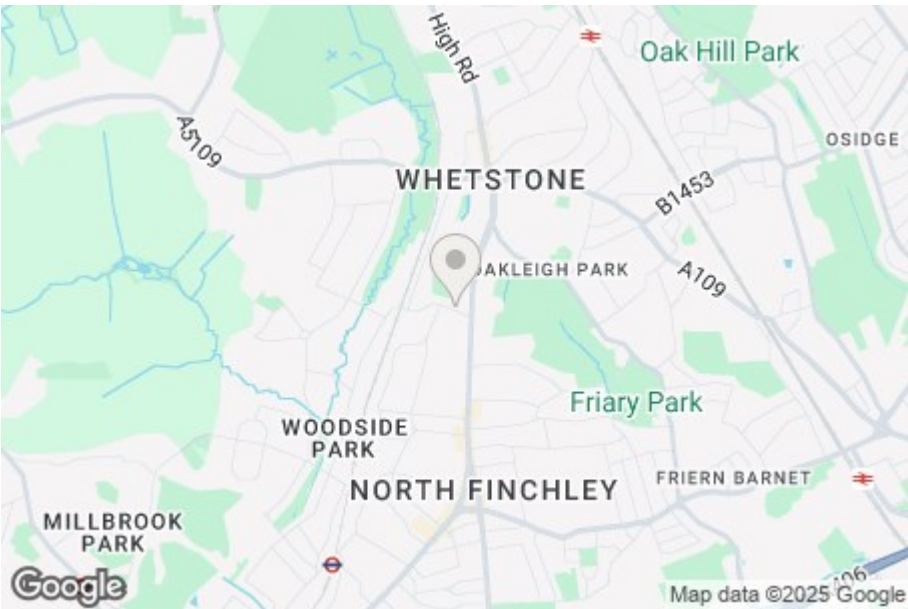 High Rd
Oak Hill Park
A5109
OSIDGE
WHETSTONE
B1453
OAKLEIGH PARK
A109
Friary Park
WOODSIDE
PARK
NORTH FINCHLEY
FRIERN BARNET
MILLBROOK
PARK
Google
Map data ©2025 Google